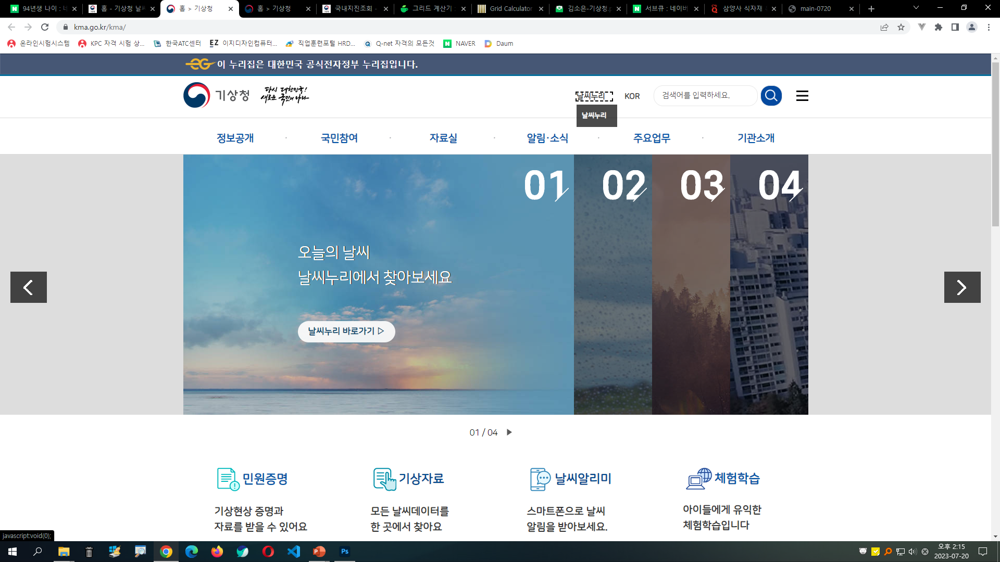 94년생 나이 : 네
홈 - 기상청 날씨
홈 > 기상청
홈 > 기상청
국내지진조회 -
그리드 계산기 :
Grid Calculator
김소은-기상청.p
서브큐 : 네이버
삼양사 식자재
main-0720
kma.go.kr/kma/
온라인시험시스템
KPC 자격 시험 상...
한국ATC센터
EZ 이지디자인컴퓨터...
직업훈련포털 HRD...
Q-net 자격의 모든것
NAVER
Daum
이 누리집은 대한민국 공식전자정부 누리집입니다.
기상청
다시 대한민국!
새로운 국민의 나라
날씨누리
KOR
검색어를 입력하세요.
날씨누리
정보공개
국민참여
자료실
알림·소식
주요업무
기관소개
01
02
03
04
오늘의 날씨
날씨누리에서 찾아보세요
날씨누리 바로가기 ▷
01 / 04
민원증명
기상현상 증명과
자료를 받을 수 있어요
기상자료
모든 날씨데이터를
한 곳에서 찾아요
날씨알리미
스마트폰으로 날씨
알림을 받아보세요.
체험학습
아이들에게 유익한
체험학습입니다
javascript:void(0);
Ps
오후 2:15
2023-07-20